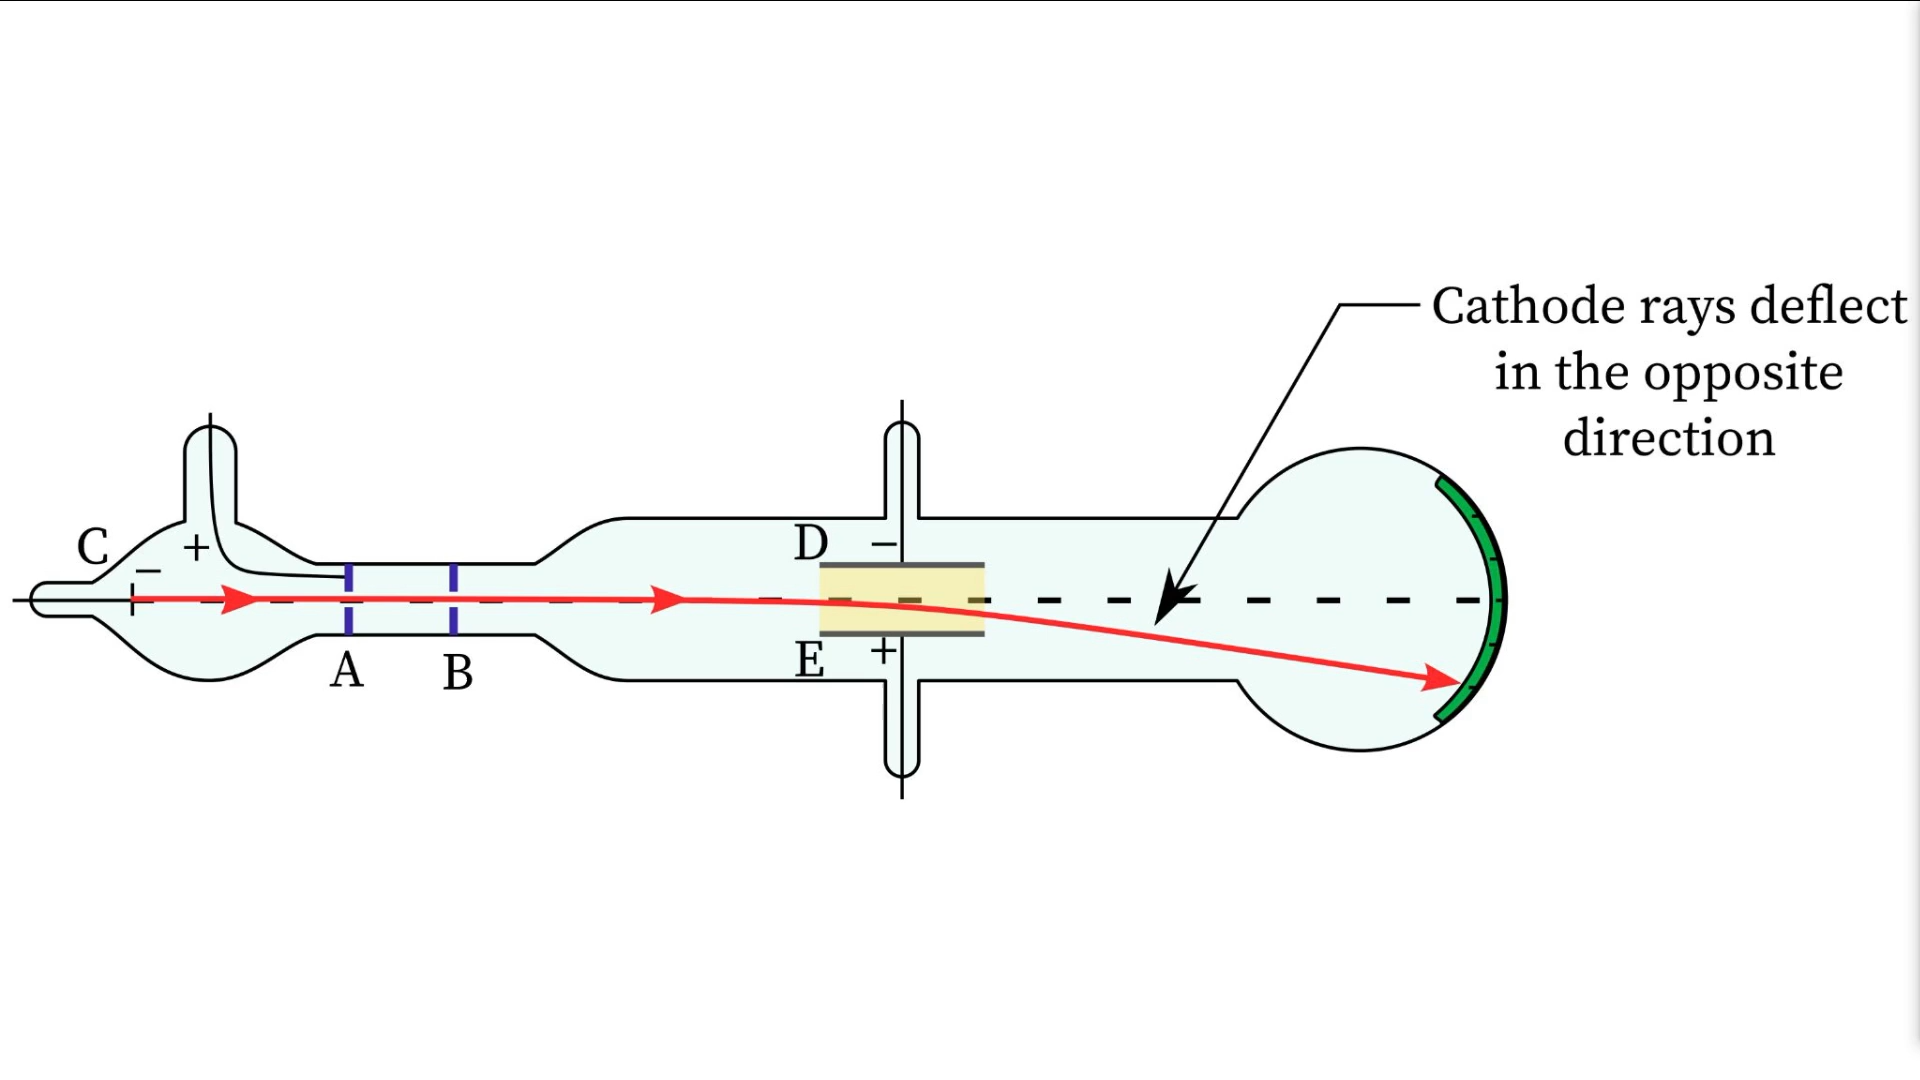 Cathode rays deflect
in the opposite
direction
C
+
−
A
B
D
−
E
+